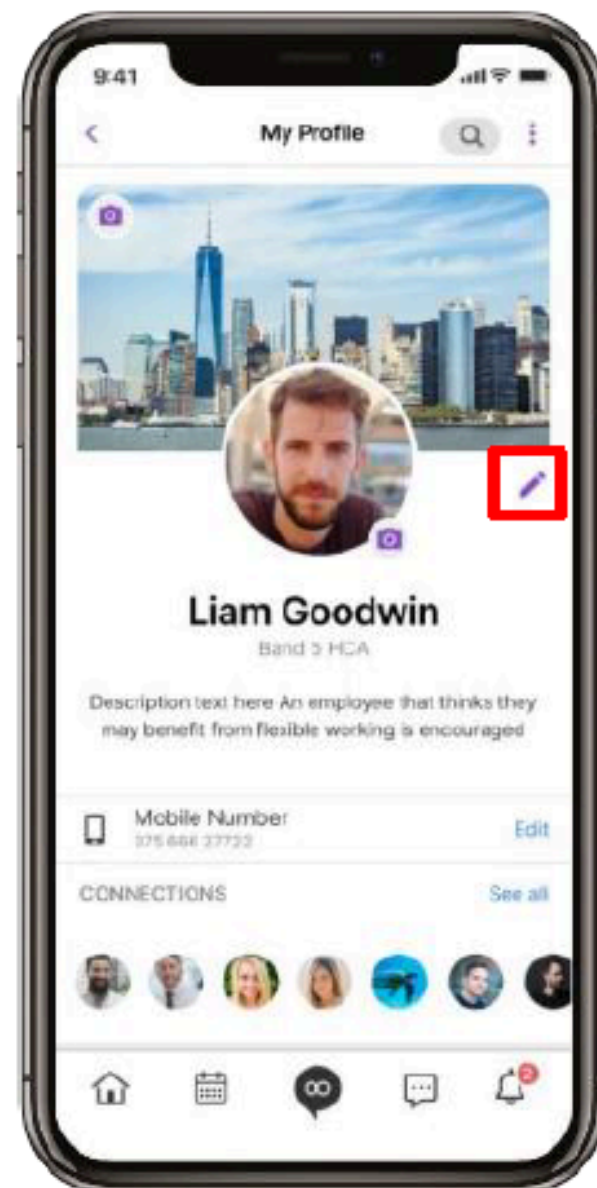 9:41
My Profile
Liam Goodwin
Band 5 HCA
Description text here An employee that thinks they
may benefit from flexible working is encouraged
Mobile Number
Edit
CONNECTIONS
See all
2